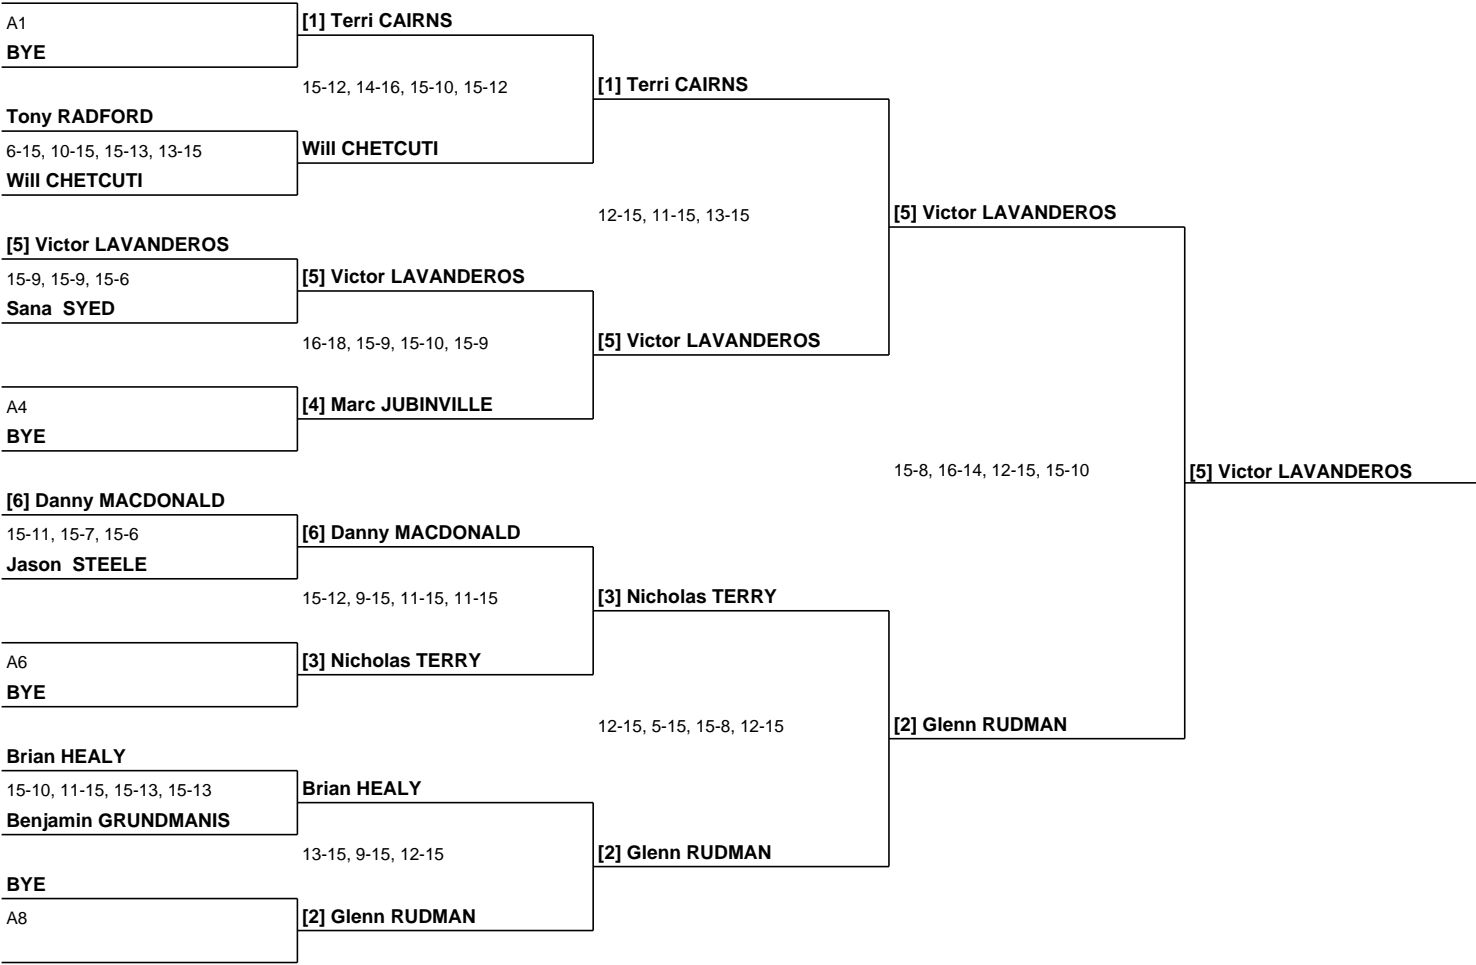 A1
BYE
[1] Terri CAIRNS
15-12, 14-16, 15-10, 15-12
[1] Terri CAIRNS
Tony RADFORD
6-15, 10-15, 15-13, 13-15
Will CHETCUTI
Will CHETCUTI
12-15, 11-15, 13-15
[5] Victor LAVANDEROS
[5] Victor LAVANDEROS
15-9, 15-9, 15-6
Sana  SYED
[5] Victor LAVANDEROS
16-18, 15-9, 15-10, 15-9
[5] Victor LAVANDEROS
A4
BYE
[4] Marc JUBINVILLE
15-8, 16-14, 12-15, 15-10
[5] Victor LAVANDEROS
[6] Danny MACDONALD
15-11, 15-7, 15-6
Jason  STEELE
[6] Danny MACDONALD
15-12, 9-15, 11-15, 11-15
[3] Nicholas TERRY
A6
BYE
[3] Nicholas TERRY
12-15, 5-15, 15-8, 12-15
[2] Glenn RUDMAN
Brian HEALY
15-10, 11-15, 15-13, 15-13
Benjamin GRUNDMANIS
Brian HEALY
13-15, 9-15, 12-15
[2] Glenn RUDMAN
BYE
A8
[2] Glenn RUDMAN